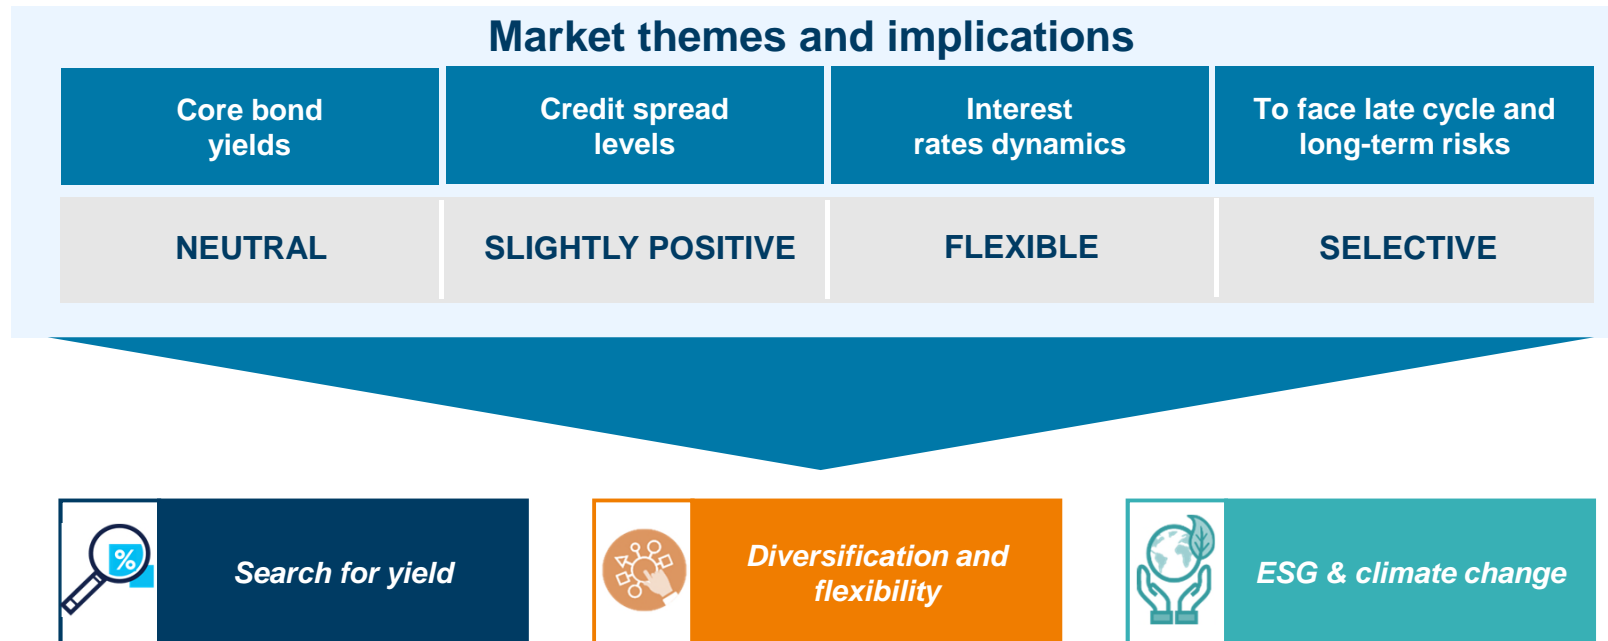 Market themes and implications
Core bond
yields
Credit spread
levels
Interest
rates dynamics
To face late cycle and
long-term risks
NEUTRAL
SLIGHTLY POSITIVE
FLEXIBLE
SELECTIVE
%
Search for yield
Diversification and
flexibility
ESG & climate change